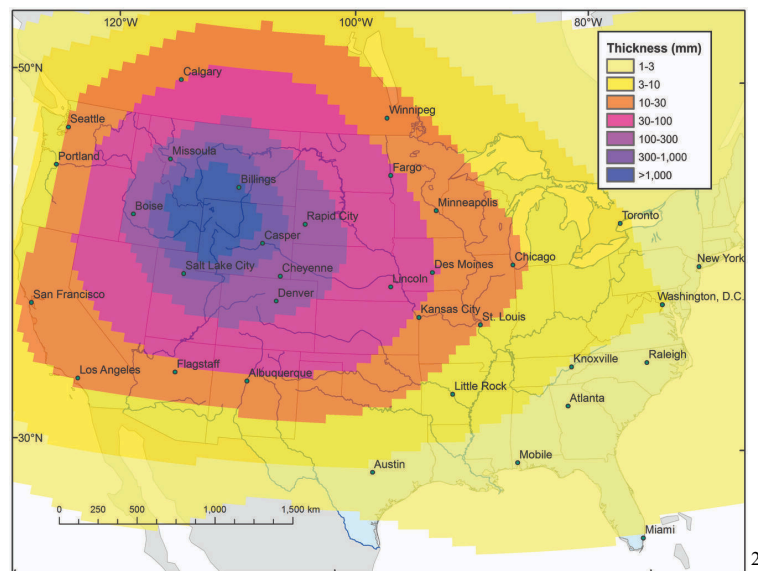 120°W 100°W 80°W
50°N
30°N
Thickness (mm)
1-3
3-10
10-30
30-100
100-300
300-1,000
>1,000
Calgary
Winnipeg
Seattle
Portland
Missoula
Fargo
Billings
Boise
Minneapolis
Rapid City
Toronto
Casper
New York
Salt Lake City
Cheyenne
Des Moines
Chicago
Lincoln
Denver
San Francisco
Washington, D.C.
Kansas City
St. Louis
Los Angeles
Flagstaff
Albuquerque
Knoxville
Raleigh
Little Rock
Atlanta
Austin
Mobile
Miami
0 250 500 1,000 1,500 km
2